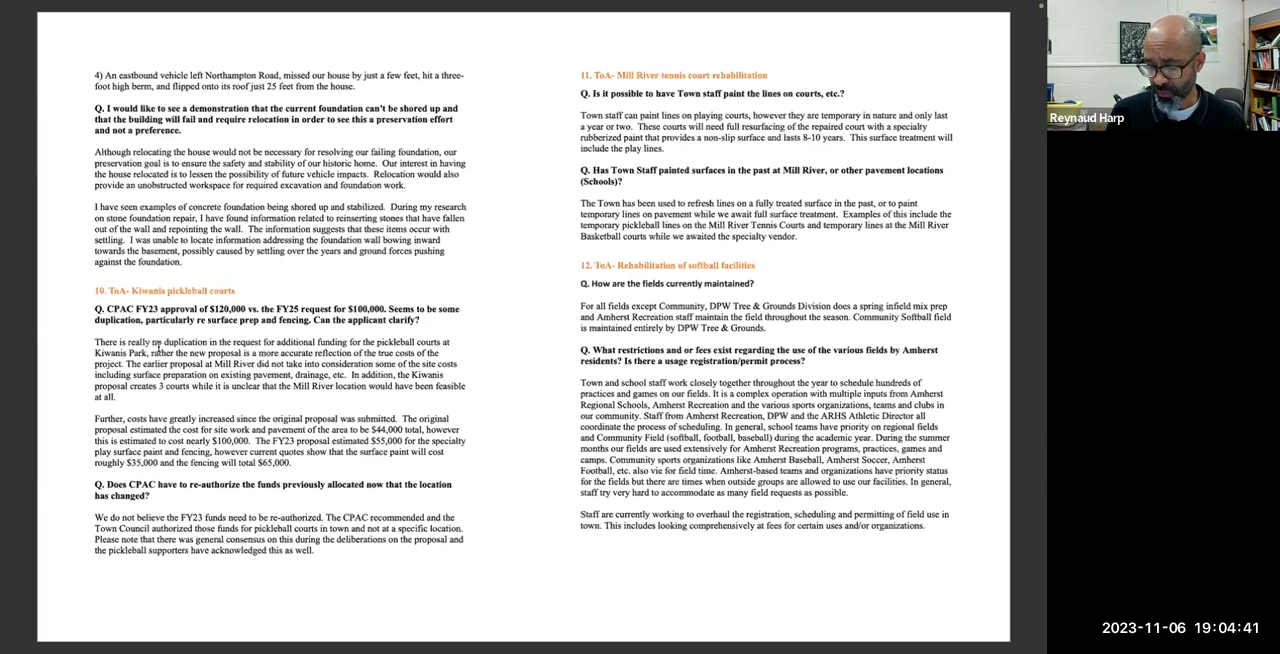 4) An eastbound vehicle left Northampton Road, missed our house by just a few feet, hit a three-
foot high berm, and flipped onto its roof just 25 feet from the house.
Q. I would like to see a demonstration that the current foundation can't be shored up and
that the building will fail and require relocation in order to see this a preservation effort
and not a preference.
Although relocating the house would not be necessary for resolving our failing foundation, our
preservation goal is to ensure the safety and stability of our historic home. Our interest in having
the house relocated is to lessen the possibility of future vehicle impacts. Relocation would also
provide an unobstructed workspace for required excavation and foundation work.
I have seen examples of concrete foundation being shored up and stabilized. During my research
on stone foundation repair, I have found information related to reinserting stones that have fallen
out of the wall and repointing the wall. The information suggests that these items occur with
settling. I was unable to locate information addressing the foundation wall bowing inward
towards the basement, possibly caused by settling over the years and ground forces pushing
against the foundation.
10. ToA- Kiwanis pickleball courts
Q. CPAC FY23 approval of $120,000 vs. the FY25 request for $100,000. Seems to be some
duplication, particularly re surface prep and fencing. Can the applicant clarify?
There is really no duplication in the request for additional funding for the pickleball courts at
Kiwanis Park, rather the new proposal is a more accurate reflection of the true costs of the
project. The earlier proposal at Mill River did not take into consideration some of the site costs
including surface preparation on existing pavement, drainage, etc. In addition, the Kiwanis
proposal creates 3 courts while it is unclear that the Mill River location would have been feasible
at all.
Further, costs have greatly increased since the original proposal was submitted. The original
proposal estimated the cost for site work and pavement of the area to be $44,000 total, however
this is estimated to cost nearly $100,000. The FY23 proposal estimated $55,000 for the specialty
play surface paint and fencing, however current quotes show that the surface paint will cost
roughly $35,000 and the fencing will total $65,000.
Q. Does CPAC have to re-authorize the funds previously allocated now that the location
has changed?
We do not believe the FY23 funds need to be re-authorized. The CPAC recommended and the
Town Council authorized those funds for pickleball courts in town and not at a specific location.
Please note that there was general consensus on this during the deliberations on the proposal and
the pickleball supporters have acknowledged this as well.
11. ToA- Mill River tennis court rehabilitation
Q. Is it possible to have Town staff paint the lines on courts, etc.?
Town staff can paint lines on playing courts, however they are temporary in nature and only last
a year or two. These courts will need full resurfacing of the repaired court with a specialty
rubberized paint that provides a non-slip surface and lasts 8-10 years. This surface treatment will
include the play lines.
Q. Has Town Staff painted surfaces in the past at Mill River, or other pavement locations
(Schools)?
The Town has been used to refresh lines on a fully treated surface in the past, or to paint
temporary lines on pavement while we await full surface treatment. Examples of this include the
temporary pickleball lines on the Mill River Tennis Courts and temporary lines at the Mill River
Basketball courts while we awaited the specialty vendor.
12. ToA- Rehabilitation of softball facilities
Q. How are the fields currently maintained?
For all fields except Community, DPW Tree & Grounds Division does a spring infield mix prep
and Amherst Recreation staff maintain the field throughout the season. Community Softball field
is maintained entirely by DPW Tree & Grounds.
Q. What restrictions and or fees exist regarding the use of the various fields by Amherst
residents? Is there a usage registration/permit process?
Town and school staff work closely together throughout the year to schedule hundreds of
practices and games on our fields. It is a complex operation with multiple inputs from Amherst
Regional Schools, Amherst Recreation and the various sports organizations, teams and clubs in
our community. Staff from Amherst Recreation, DPW and the ARHS Athletic Director all
coordinate the process of scheduling. In general, school teams have priority on regional fields
and Community Field (softball, football, baseball) during the academic year. During the summer
months our fields are used extensively for Amherst Recreation programs, practices, games and
camps. Community sports organizations like Amherst Baseball, Amherst Soccer, Amherst
Football, etc. also vie for field time. Amherst-based teams and organizations have priority status
for the fields but there are times when outside groups are allowed to use our facilities. In general,
staff try very hard to accommodate as many field requests as possible.
Staff are currently working to overhaul the registration, scheduling and permitting of field use in
town. This includes looking comprehensively at fees for certain uses and/or organizations.
Reynaud Harp
2023-11-06 19:04:41